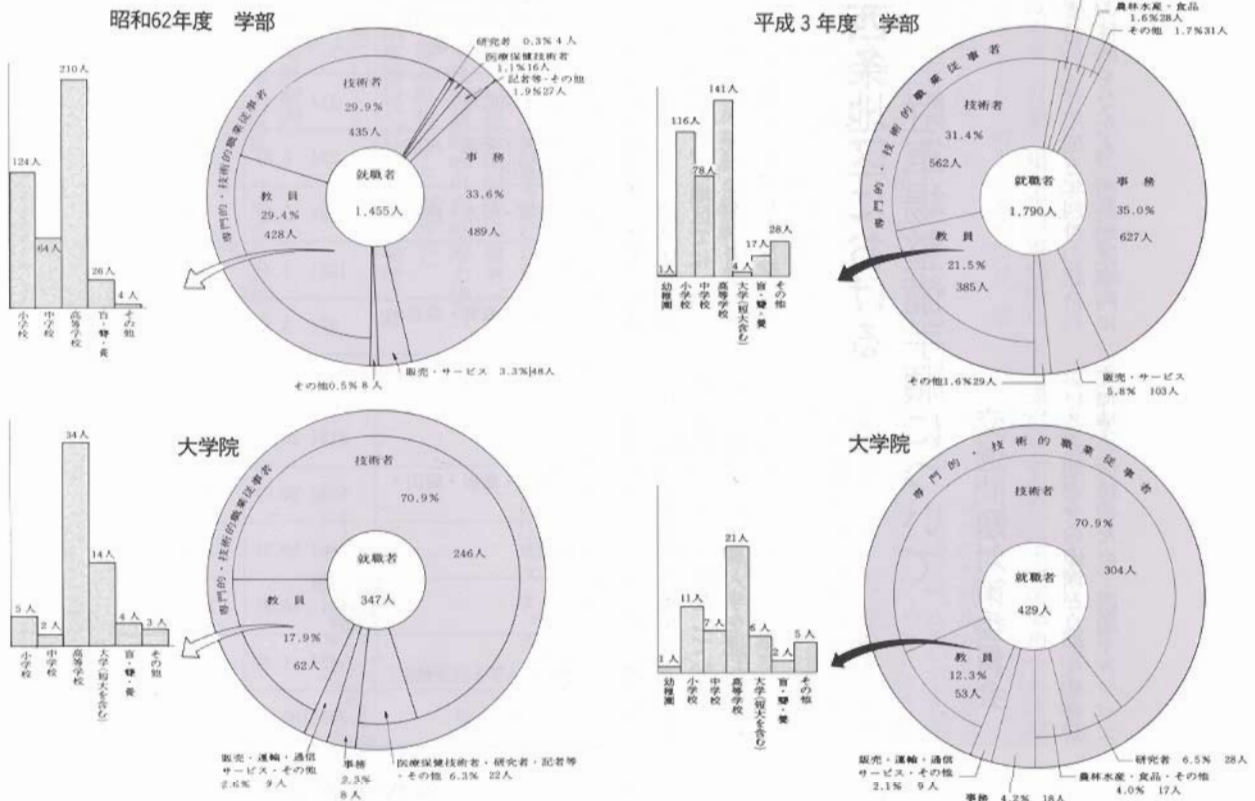 昭和62年度 学部
210人
124人
64人
26人
4人
小学校
中学校
高等学校
盲・聾・養
その他
専門的・技術的職業従事者
技術者
29.9%
435人
研究者 0.3% 4人
医療保健技術者
1.1%16人
記者等・その他
1.9%27人
事務
33.6%
489人
就職者
1,455人
教員
29.4%
428人
その他0.5% 8人
販売・サービス 3.3%48人
平成3年度 学部
農林水産・食品
1.6%28人
その他 1.7%31人
141人
116人
78人
1人
4人
17人
28人
幼稚園
小学校
中学校
高等学校
大学(短大含む)
盲・聾・養
その他
専門的・技術的職業従事者
技術者
31.4%
562人
就職者
1,790人
事務
35.0%
627人
教員
21.5%
385人
その他1.6%29人
販売・サービス
5.8% 103人
大学院
34人
14人
5人
2人
4人
3人
小学校
中学校
高等学校
大学(短大を含む)
盲・聾・養
その他
専門的・技術的職業従事者
技術者
70.9%
246人
就職者
347人
教員
17.9%
62人
販売・運輸・通信
サービス・その他
2.6% 9人
事務
2.3%
8人
医療保健技術者・研究者・記者等
・その他 6.3% 22人
大学院
21人
11人
7人
6人
1人
2人
5人
幼稚園
小学校
中学校
高等学校
大学(短大を含む)
盲・聾・養
その他
専門的・技術的職業従事者
技術者
70.9%
304人
就職者
429人
教員
12.3%
53人
販売・運輸・通信
サービス・その他
2.1% 9人
事務 4.2% 18人
研究者 6.5% 28人
農林水産・食品・その他
4.0% 17人